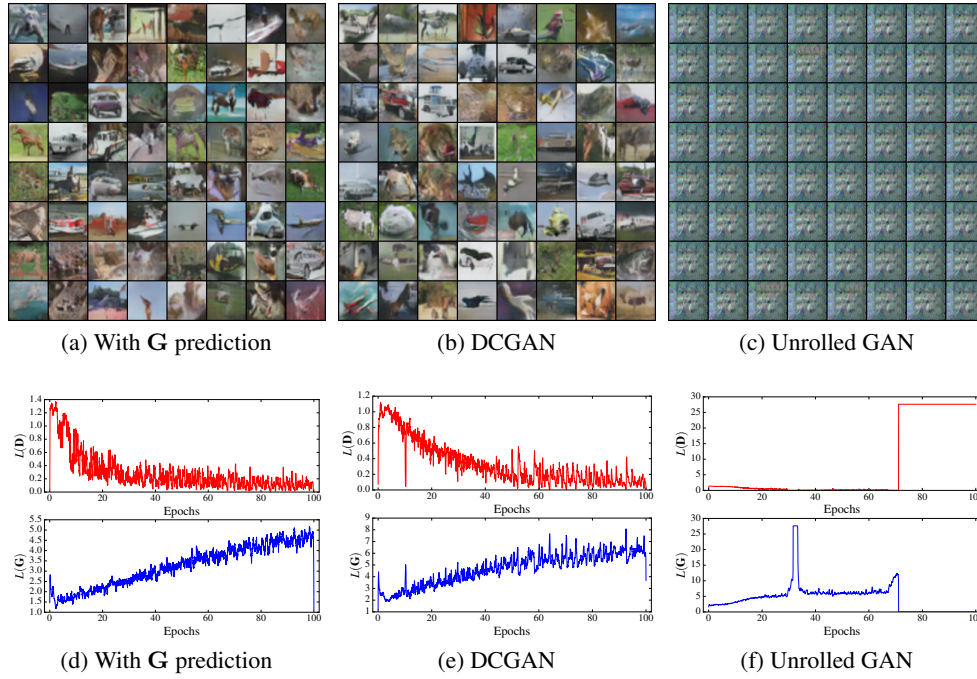 (a) With G prediction
(b) DCGAN
(c) Unrolled GAN
1.4
1.2
1.0
0.8
0.6
0.4
0.2
0.0
L(D)
0 20 40 60 80 100
Epochs
5.5
5.0
4.5
4.0
3.5
3.0
2.5
2.0
1.5
1.0
L(G)
0 20 40 60 80 100
Epochs
(d) With G prediction
1.2
1.0
0.8
0.6
0.4
0.2
0.0
L(D)
0 20 40 60 80 100
Epochs
9
8
7
6
5
4
3
2
1
L(G)
0 20 40 60 80 100
Epochs
(e) DCGAN
30
25
20
15
10
5
0
L(D)
0 20 40 60 80 100
Epochs
30
25
20
15
10
5
0
L(G)
0 20 40 60 80 100
Epochs
(f) Unrolled GAN